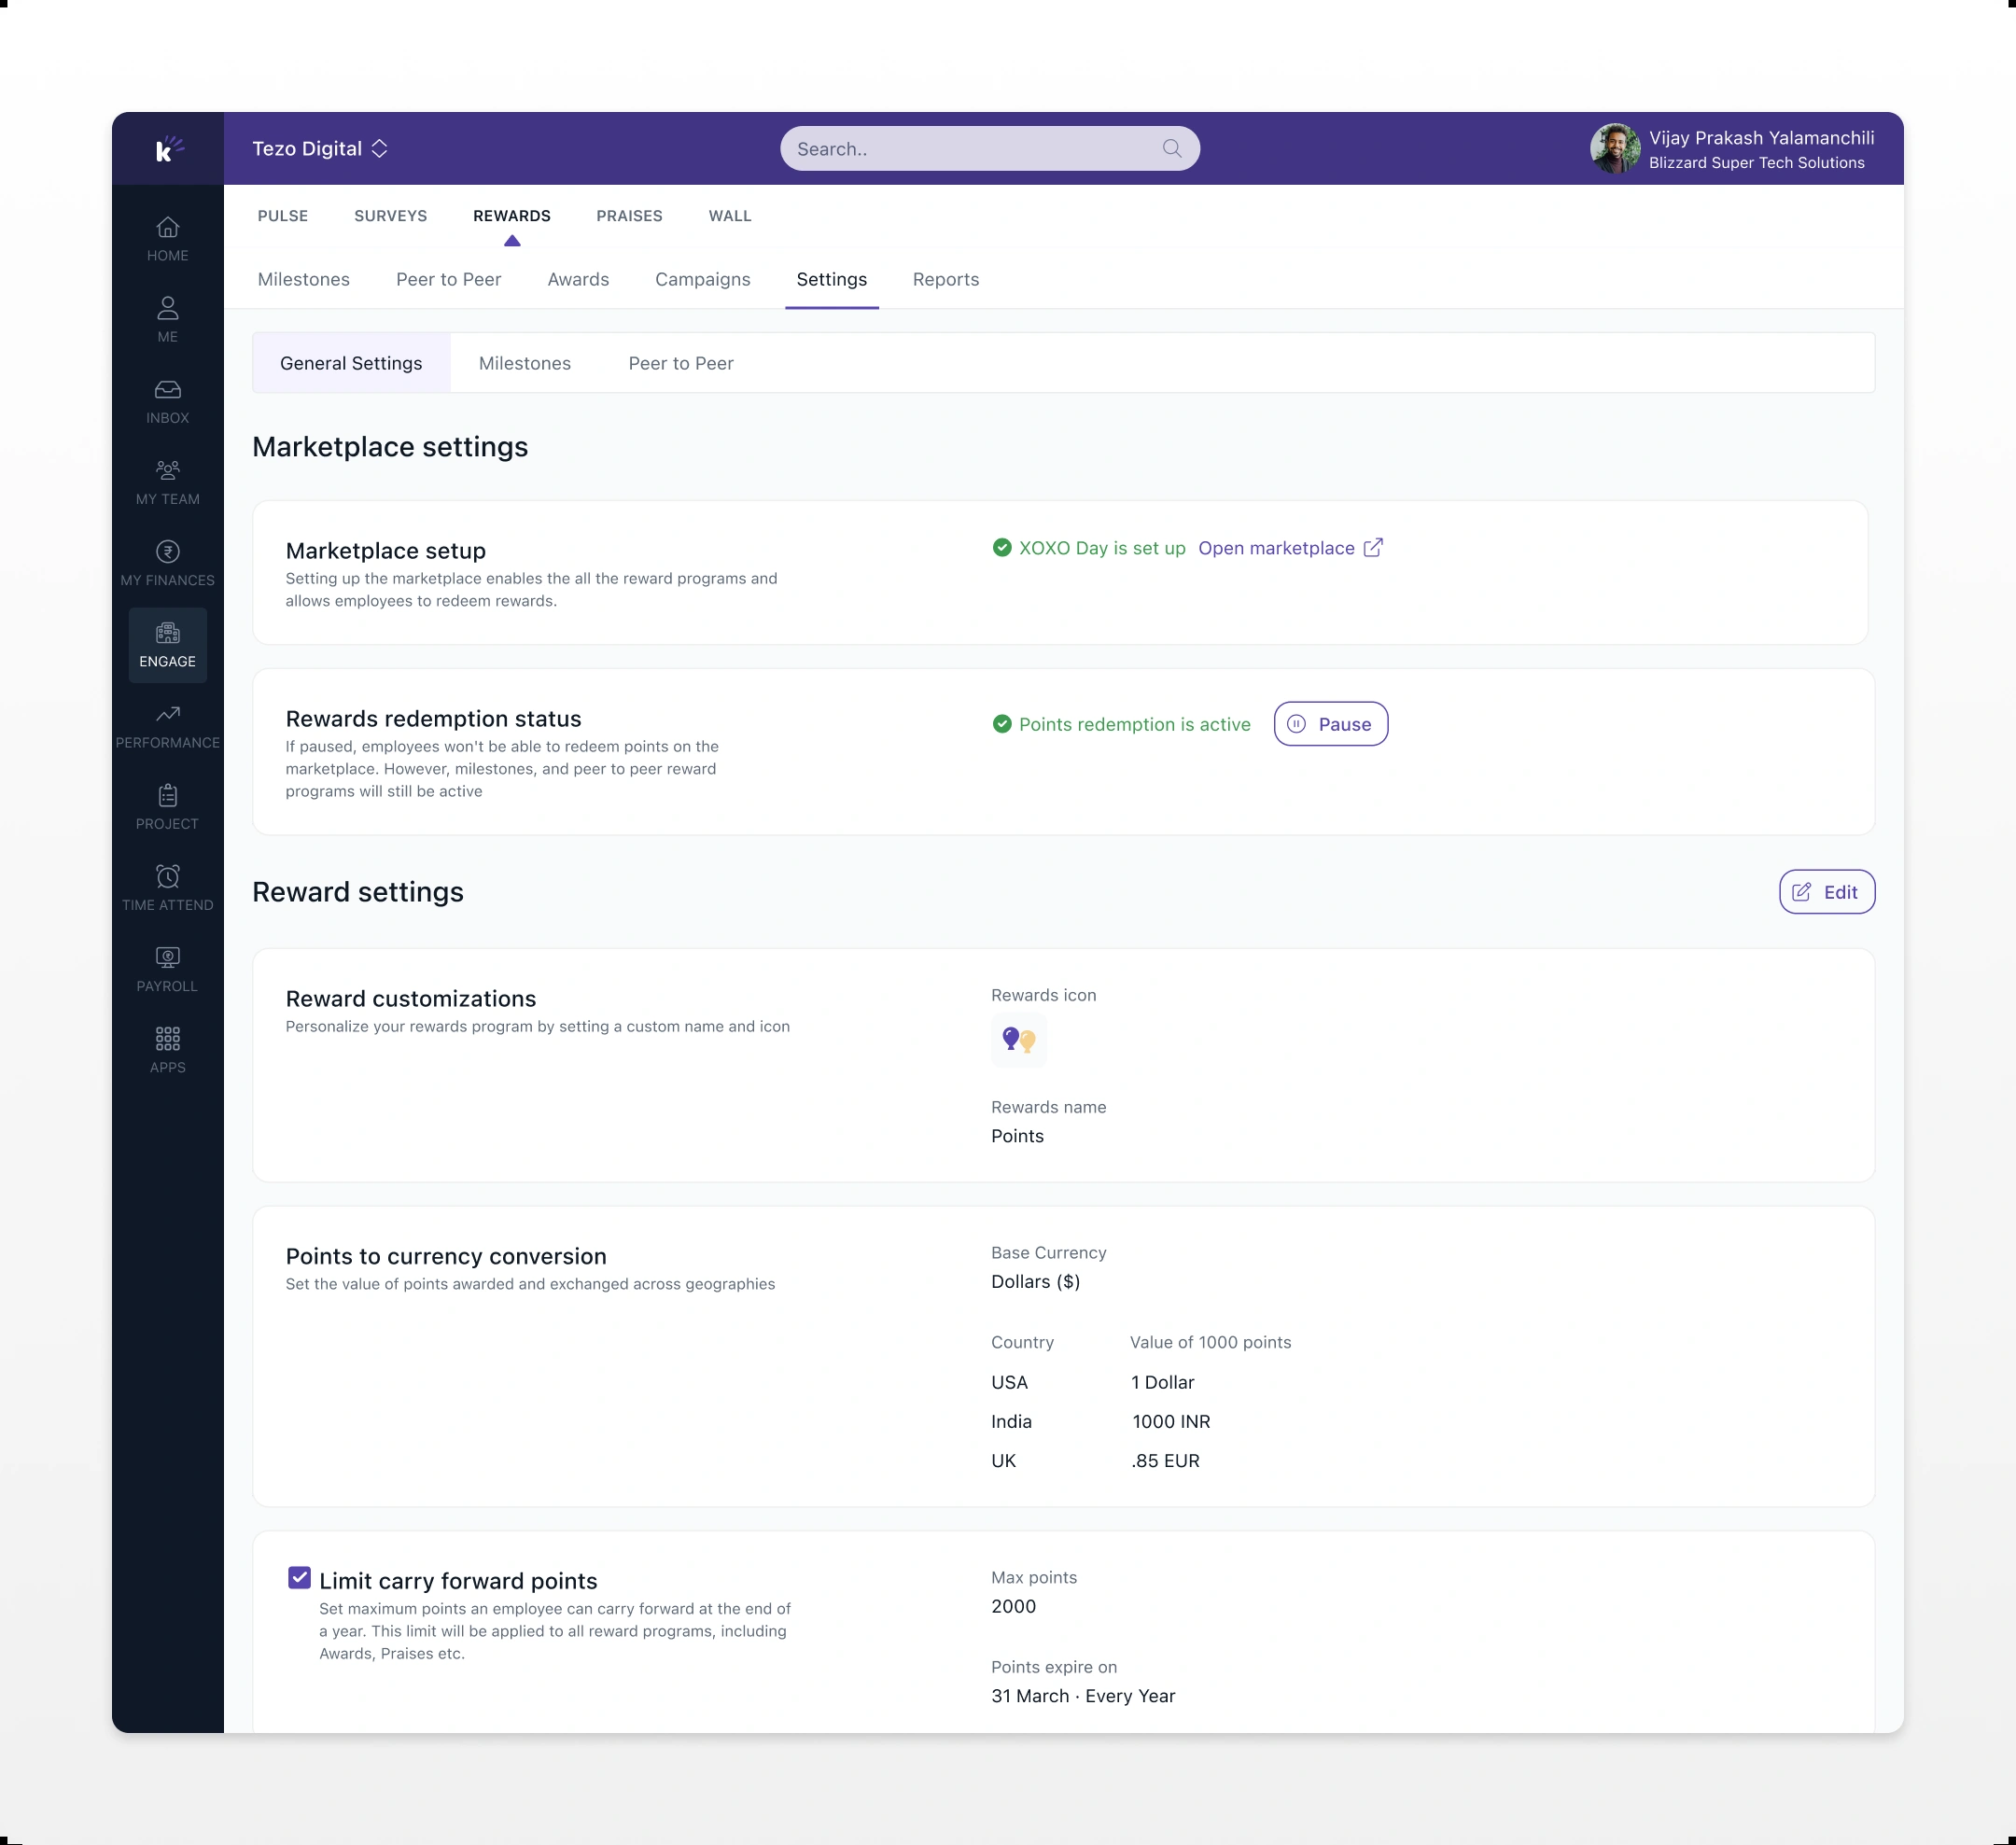 k
Tezo Digital
Search..
Vijay Prakash Yalamanchili
Blizzard Super Tech Solutions
HOME
ME
INBOX
MY TEAM
MY FINANCES
ENGAGE
PERFORMANCE
PROJECT
TIME ATTEND
PAYROLL
APPS
PULSE SURVEYS REWARDS PRAISES WALL
Milestones Peer to Peer Awards Campaigns Settings Reports
General Settings Milestones Peer to Peer
Marketplace settings
Marketplace setup
Setting up the marketplace enables the all the reward programs and
allows employees to redeem rewards.
XOXO Day is set up Open marketplace
Rewards redemption status
If paused, employees won't be able to redeem points on the
marketplace. However, milestones, and peer to peer reward
programs will still be active
Points redemption is active Pause
Reward settings
Edit
Reward customizations
Personalize your rewards program by setting a custom name and icon
Rewards icon
Rewards name
Points
Points to currency conversion
Set the value of points awarded and exchanged across geographies
Base Currency
Dollars ($)
Country Value of 1000 points
USA 1 Dollar
India 1000 INR
UK .85 EUR
Limit carry forward points
Set maximum points an employee can carry forward at the end of
a year. This limit will be applied to all reward programs, including
Awards, Praises etc.
Max points
2000
Points expire on
31 March · Every Year